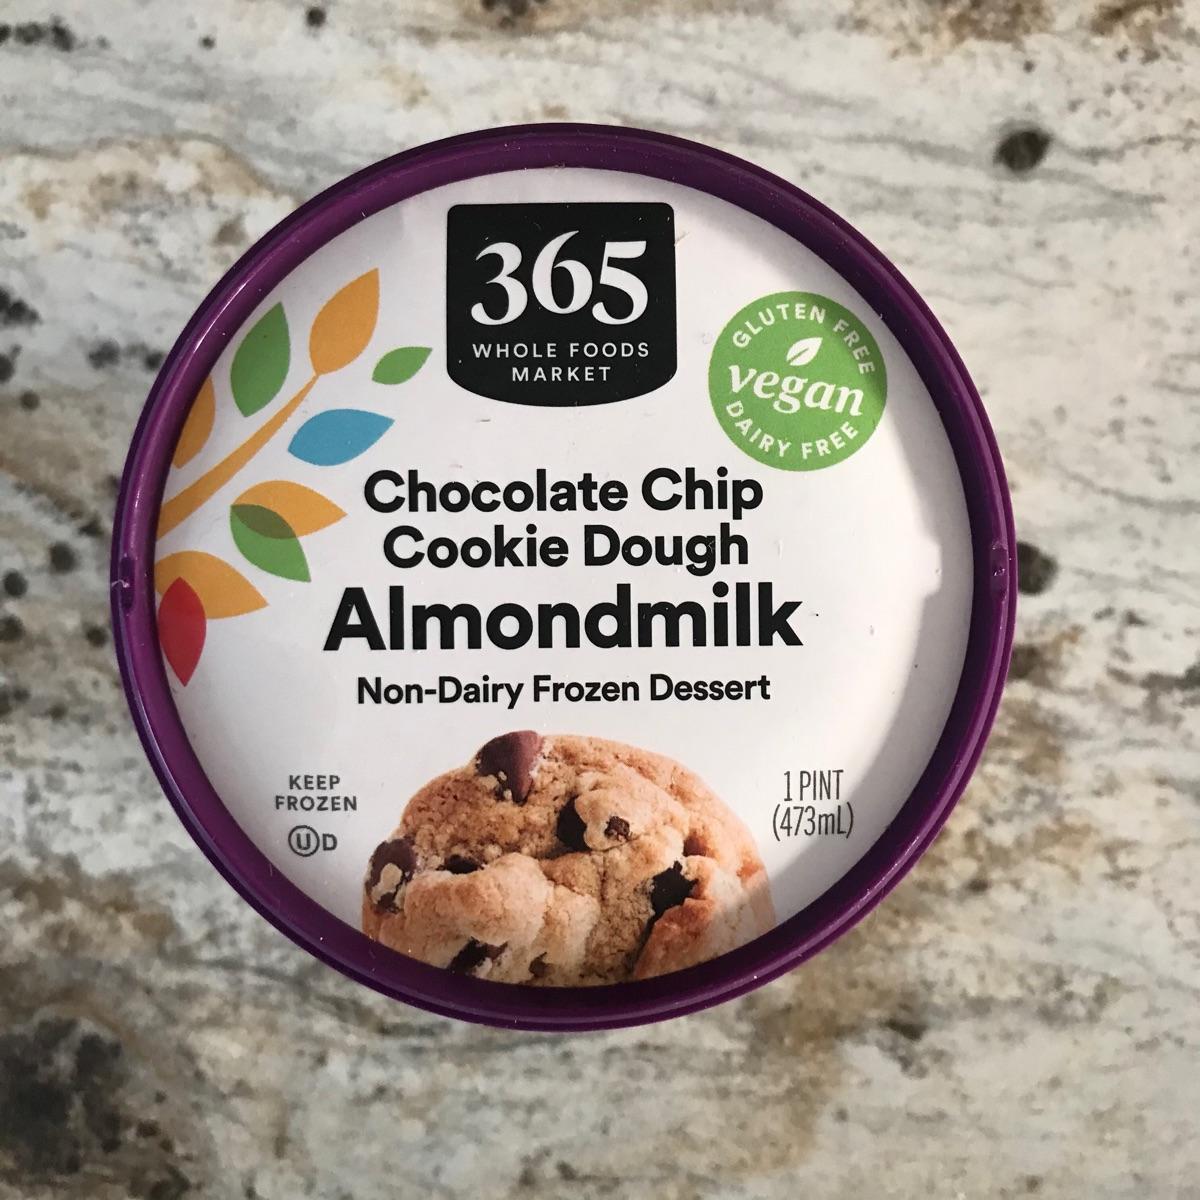 365
WHOLE FOODS
MARKET
GLUTEN FREE
vegan
DAIRY FREE
Chocolate Chip
Cookie Dough
Almondmilk
Non-Dairy Frozen Dessert
KEEP
FROZEN
UD
1 PINT
(473mL)